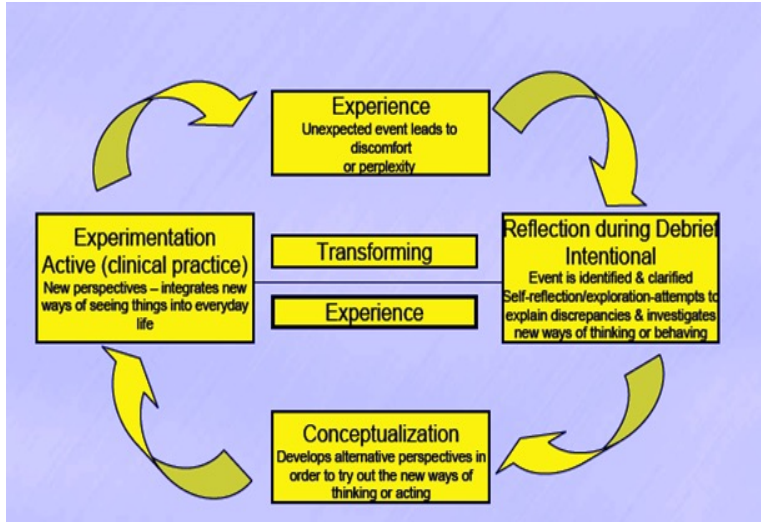 Experience
Unexpected event leads to
discomfort
or perplexity
Experimentation
Active (clinical practice)
New perspectives – integrates new
ways of seeing things into everyday
life
Transforming
Experience
Reflection during Debrief
Intentional
Event is identified & clarified
Self-reflection/exploration-attempts to
explain discrepancies & investigates
new ways of thinking or behaving
Conceptualization
Develops alternative perspectives in
order to try out the new ways of
thinking or acting